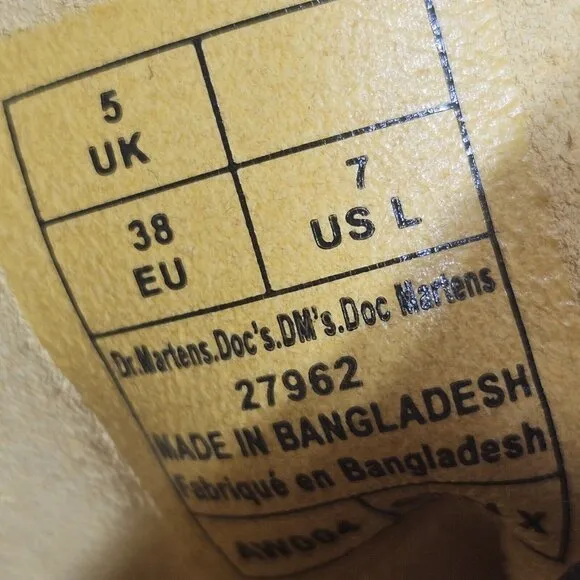 5
UK
38
EU
7
US L
Dr.Martens.Doc's.DM's.Doc Martens
27962
MADE IN BANGLADESH
Fabriqué en Bangladesh
AW004
X